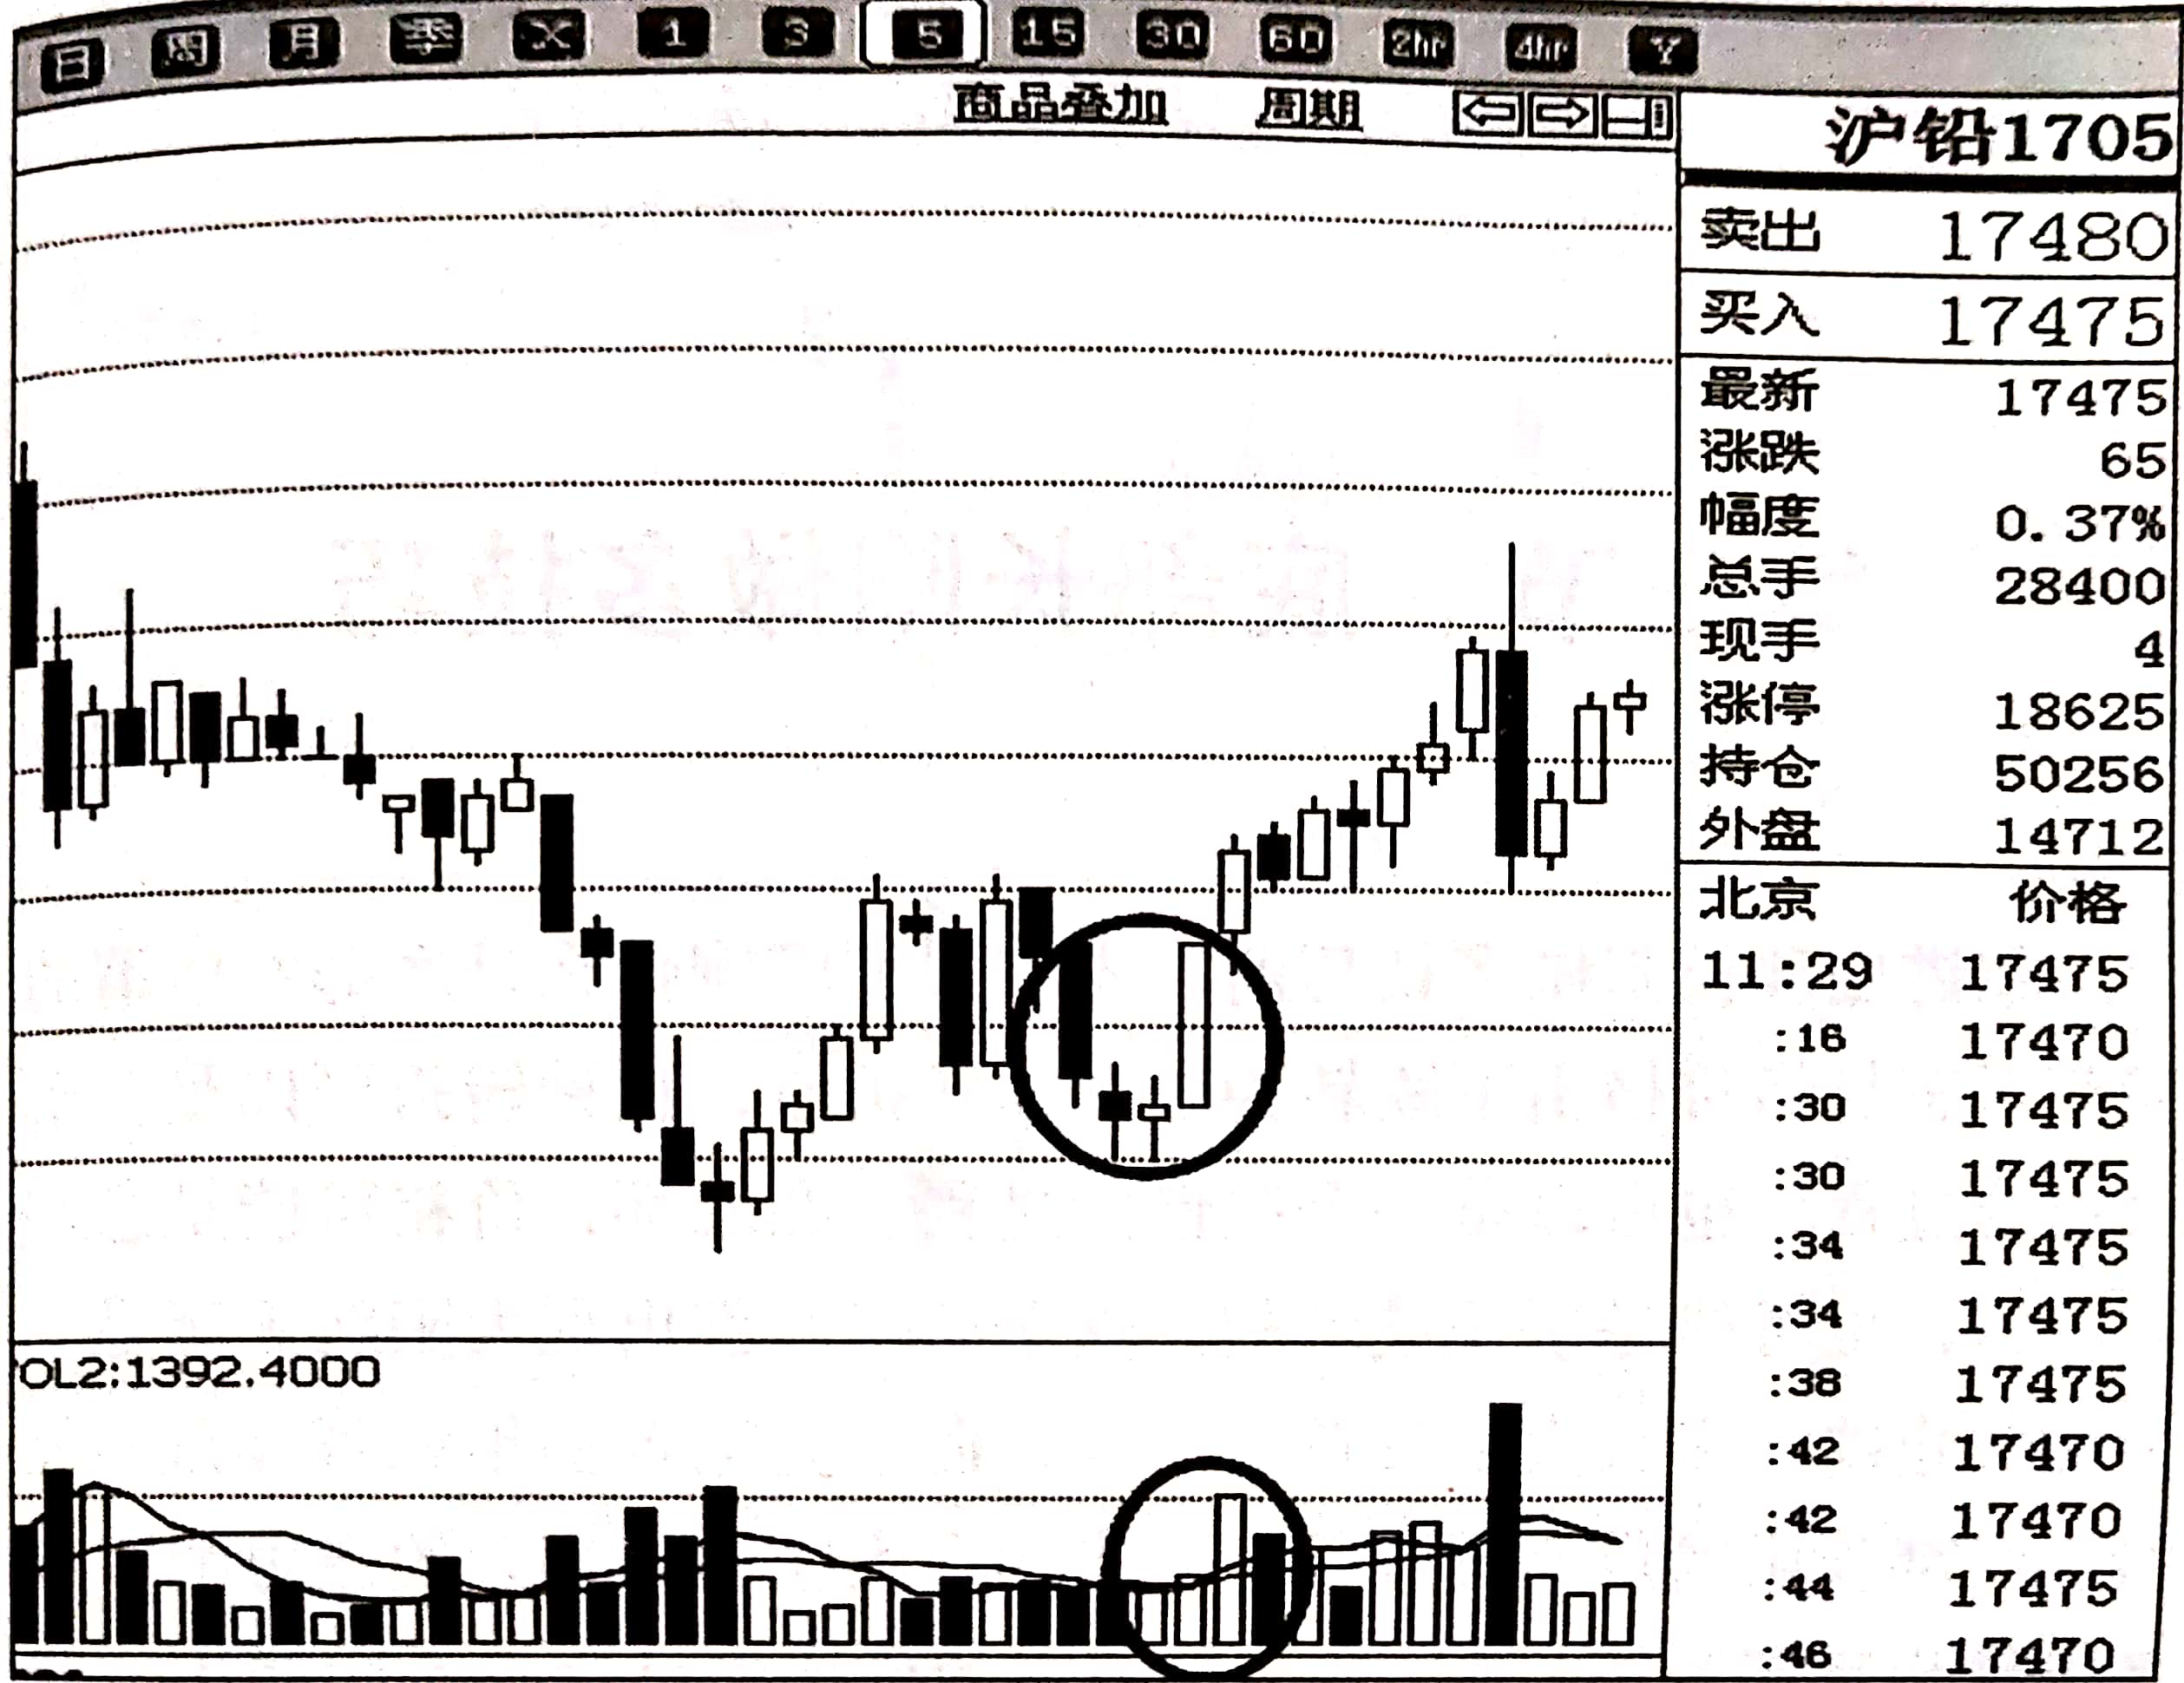 日 周 月 季 X 1 3 5 15 30 60 2hr 4hr Y
商品叠加 周期
沪铅1705
卖出 17480
买入 17475
最新 17475
涨跌 65
幅度 0.37%
总手 28400
现手 4
涨停 18625
持仓 50256
外盘 14712
北京 价格
11:29 17475
:16 17470
:30 17475
:30 17475
:34 17475
:34 17475
:38 17475
:42 17470
:42 17470
:44 17475
:46 17470
OL2:1392.4000